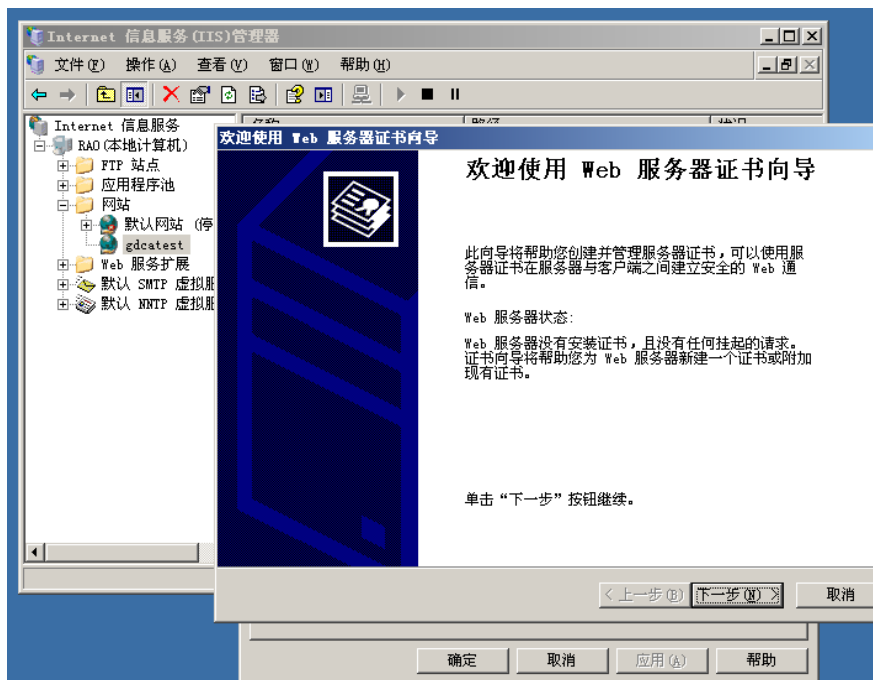 Internet 信息服务(IIS)管理器
文件(F) 操作(A) 查看(V) 窗口(W) 帮助(H)
Internet 信息服务
RAO(本地计算机)
FTP 站点
应用程序池
网站
默认网站 (停
gdcatest
Web 服务扩展
默认 SMTP 虚拟服
默认 NNTP 虚拟服
欢迎使用 Web 服务器证书向导
欢迎使用 Web 服务器证书向导
此向导将帮助您创建并管理服务器证书，可以使用服
务器证书在服务器与客户端之间建立安全的 Web 通
信。
Web 服务器状态:
Web 服务器没有安装证书，且没有任何挂起的请求。
证书向导将帮助您为 Web 服务器新建一个证书或附加
现有证书。
单击“下一步”按钮继续。
< 上一步(B) 下一步(N) > 取消
确定 取消 应用(A) 帮助